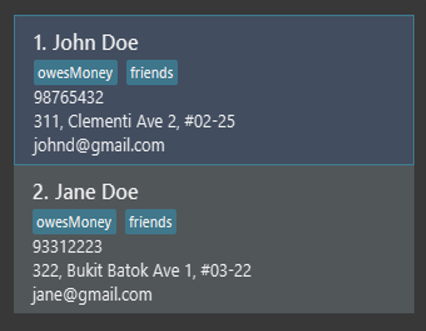 1. John Doe
owesMoney friends
98765432
311, Clementi Ave 2, #02-25
johnd@gmail.com
2. Jane Doe
owesMoney friends
93312223
322, Bukit Batok Ave 1, #03-22
jane@gmail.com